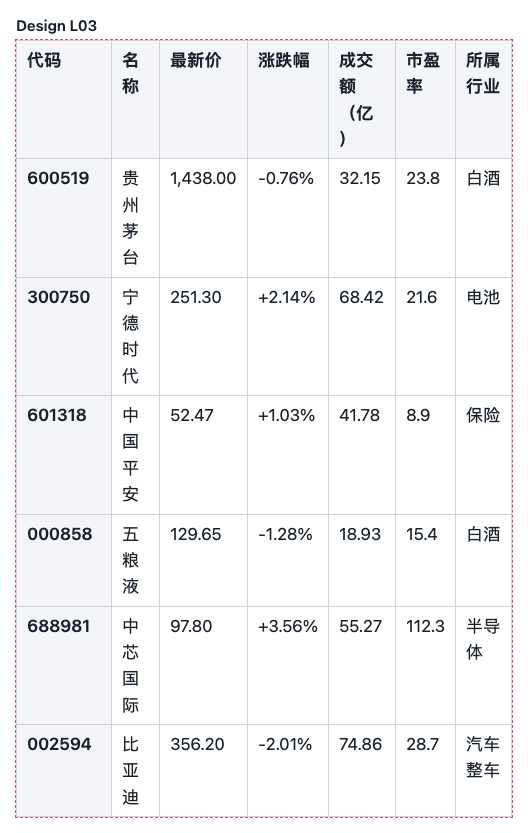 Design L03
代码 名称 最新价 涨跌幅 成交额（亿） 市盈率 所属行业
600519 贵州茅台 1,438.00 -0.76% 32.15 23.8 白酒
300750 宁德时代 251.30 +2.14% 68.42 21.6 电池
601318 中国平安 52.47 +1.03% 41.78 8.9 保险
000858 五粮液 129.65 -1.28% 18.93 15.4 白酒
688981 中芯国际 97.80 +3.56% 55.27 112.3 半导体
002594 比亚迪 356.20 -2.01% 74.86 28.7 汽车整车